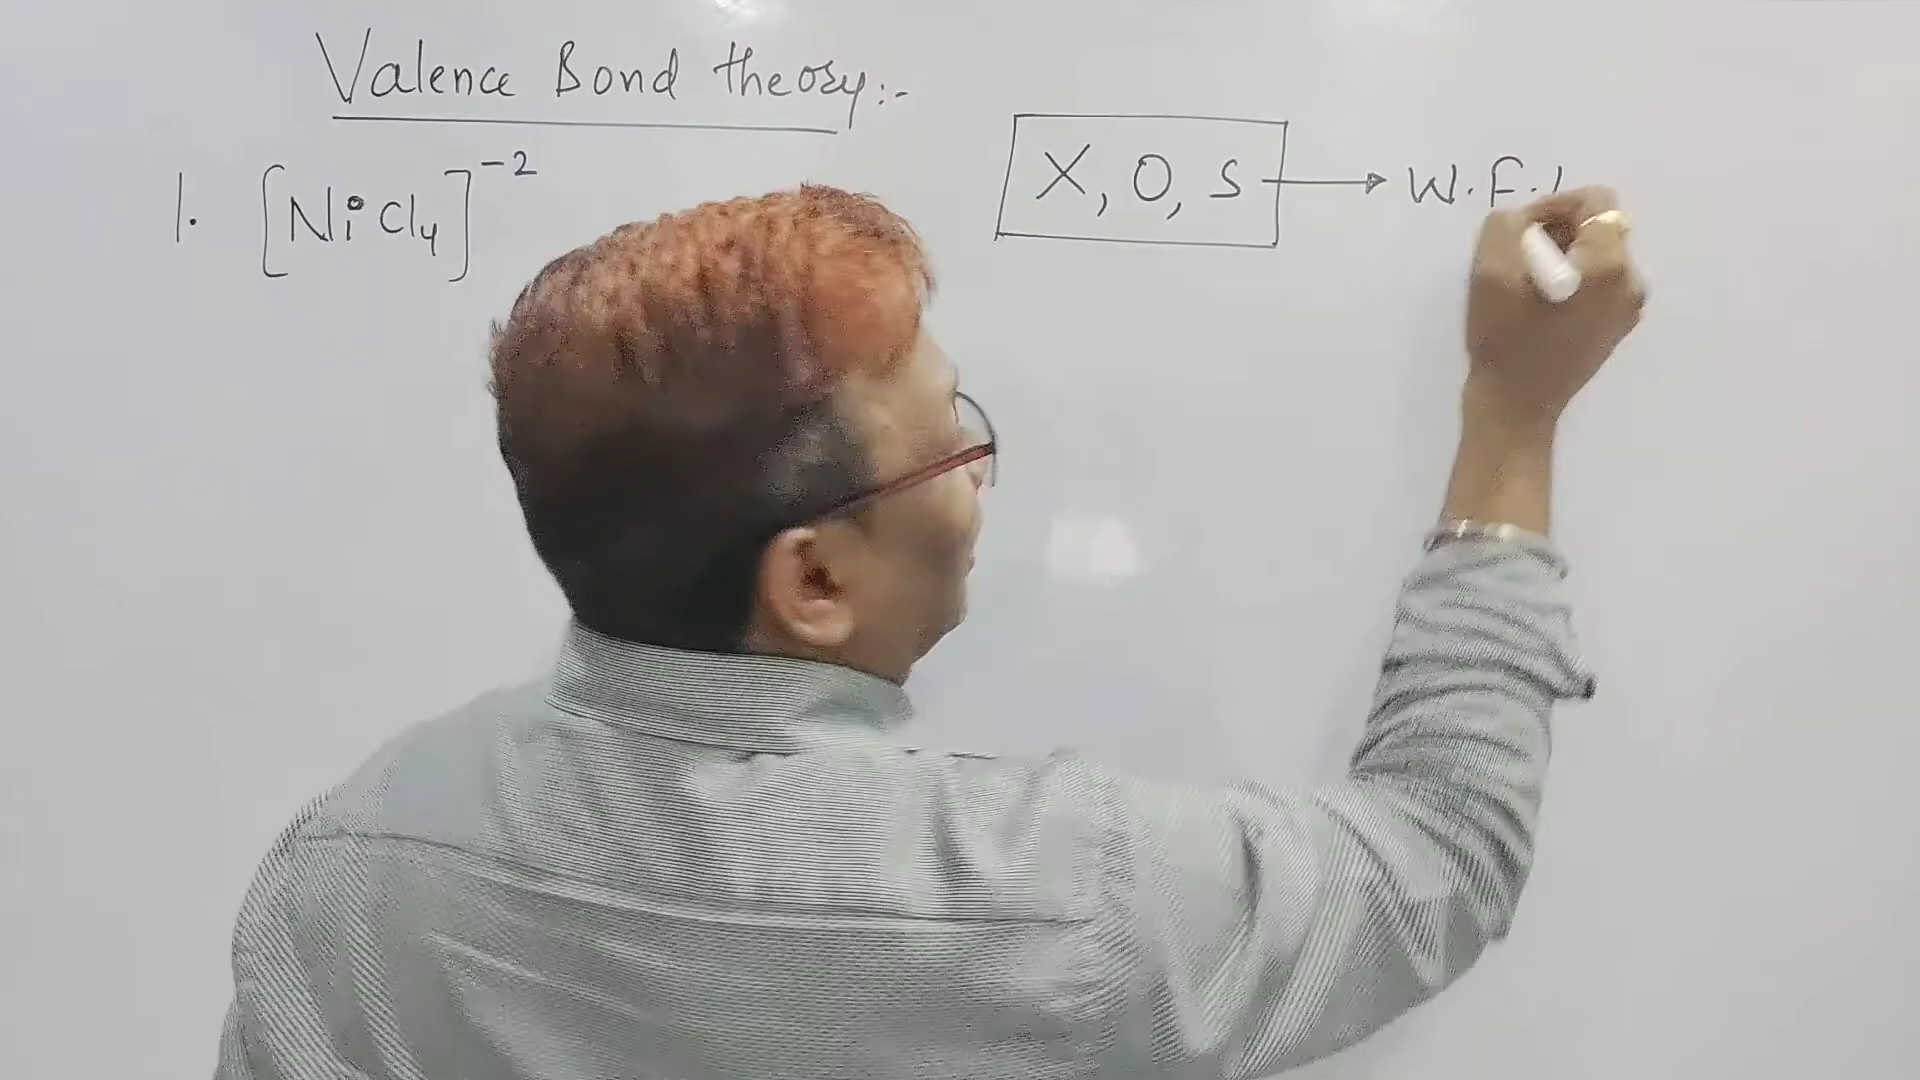 Valence Bond theory:-
1. [NiCl4]-2
X, O, S → W.F.